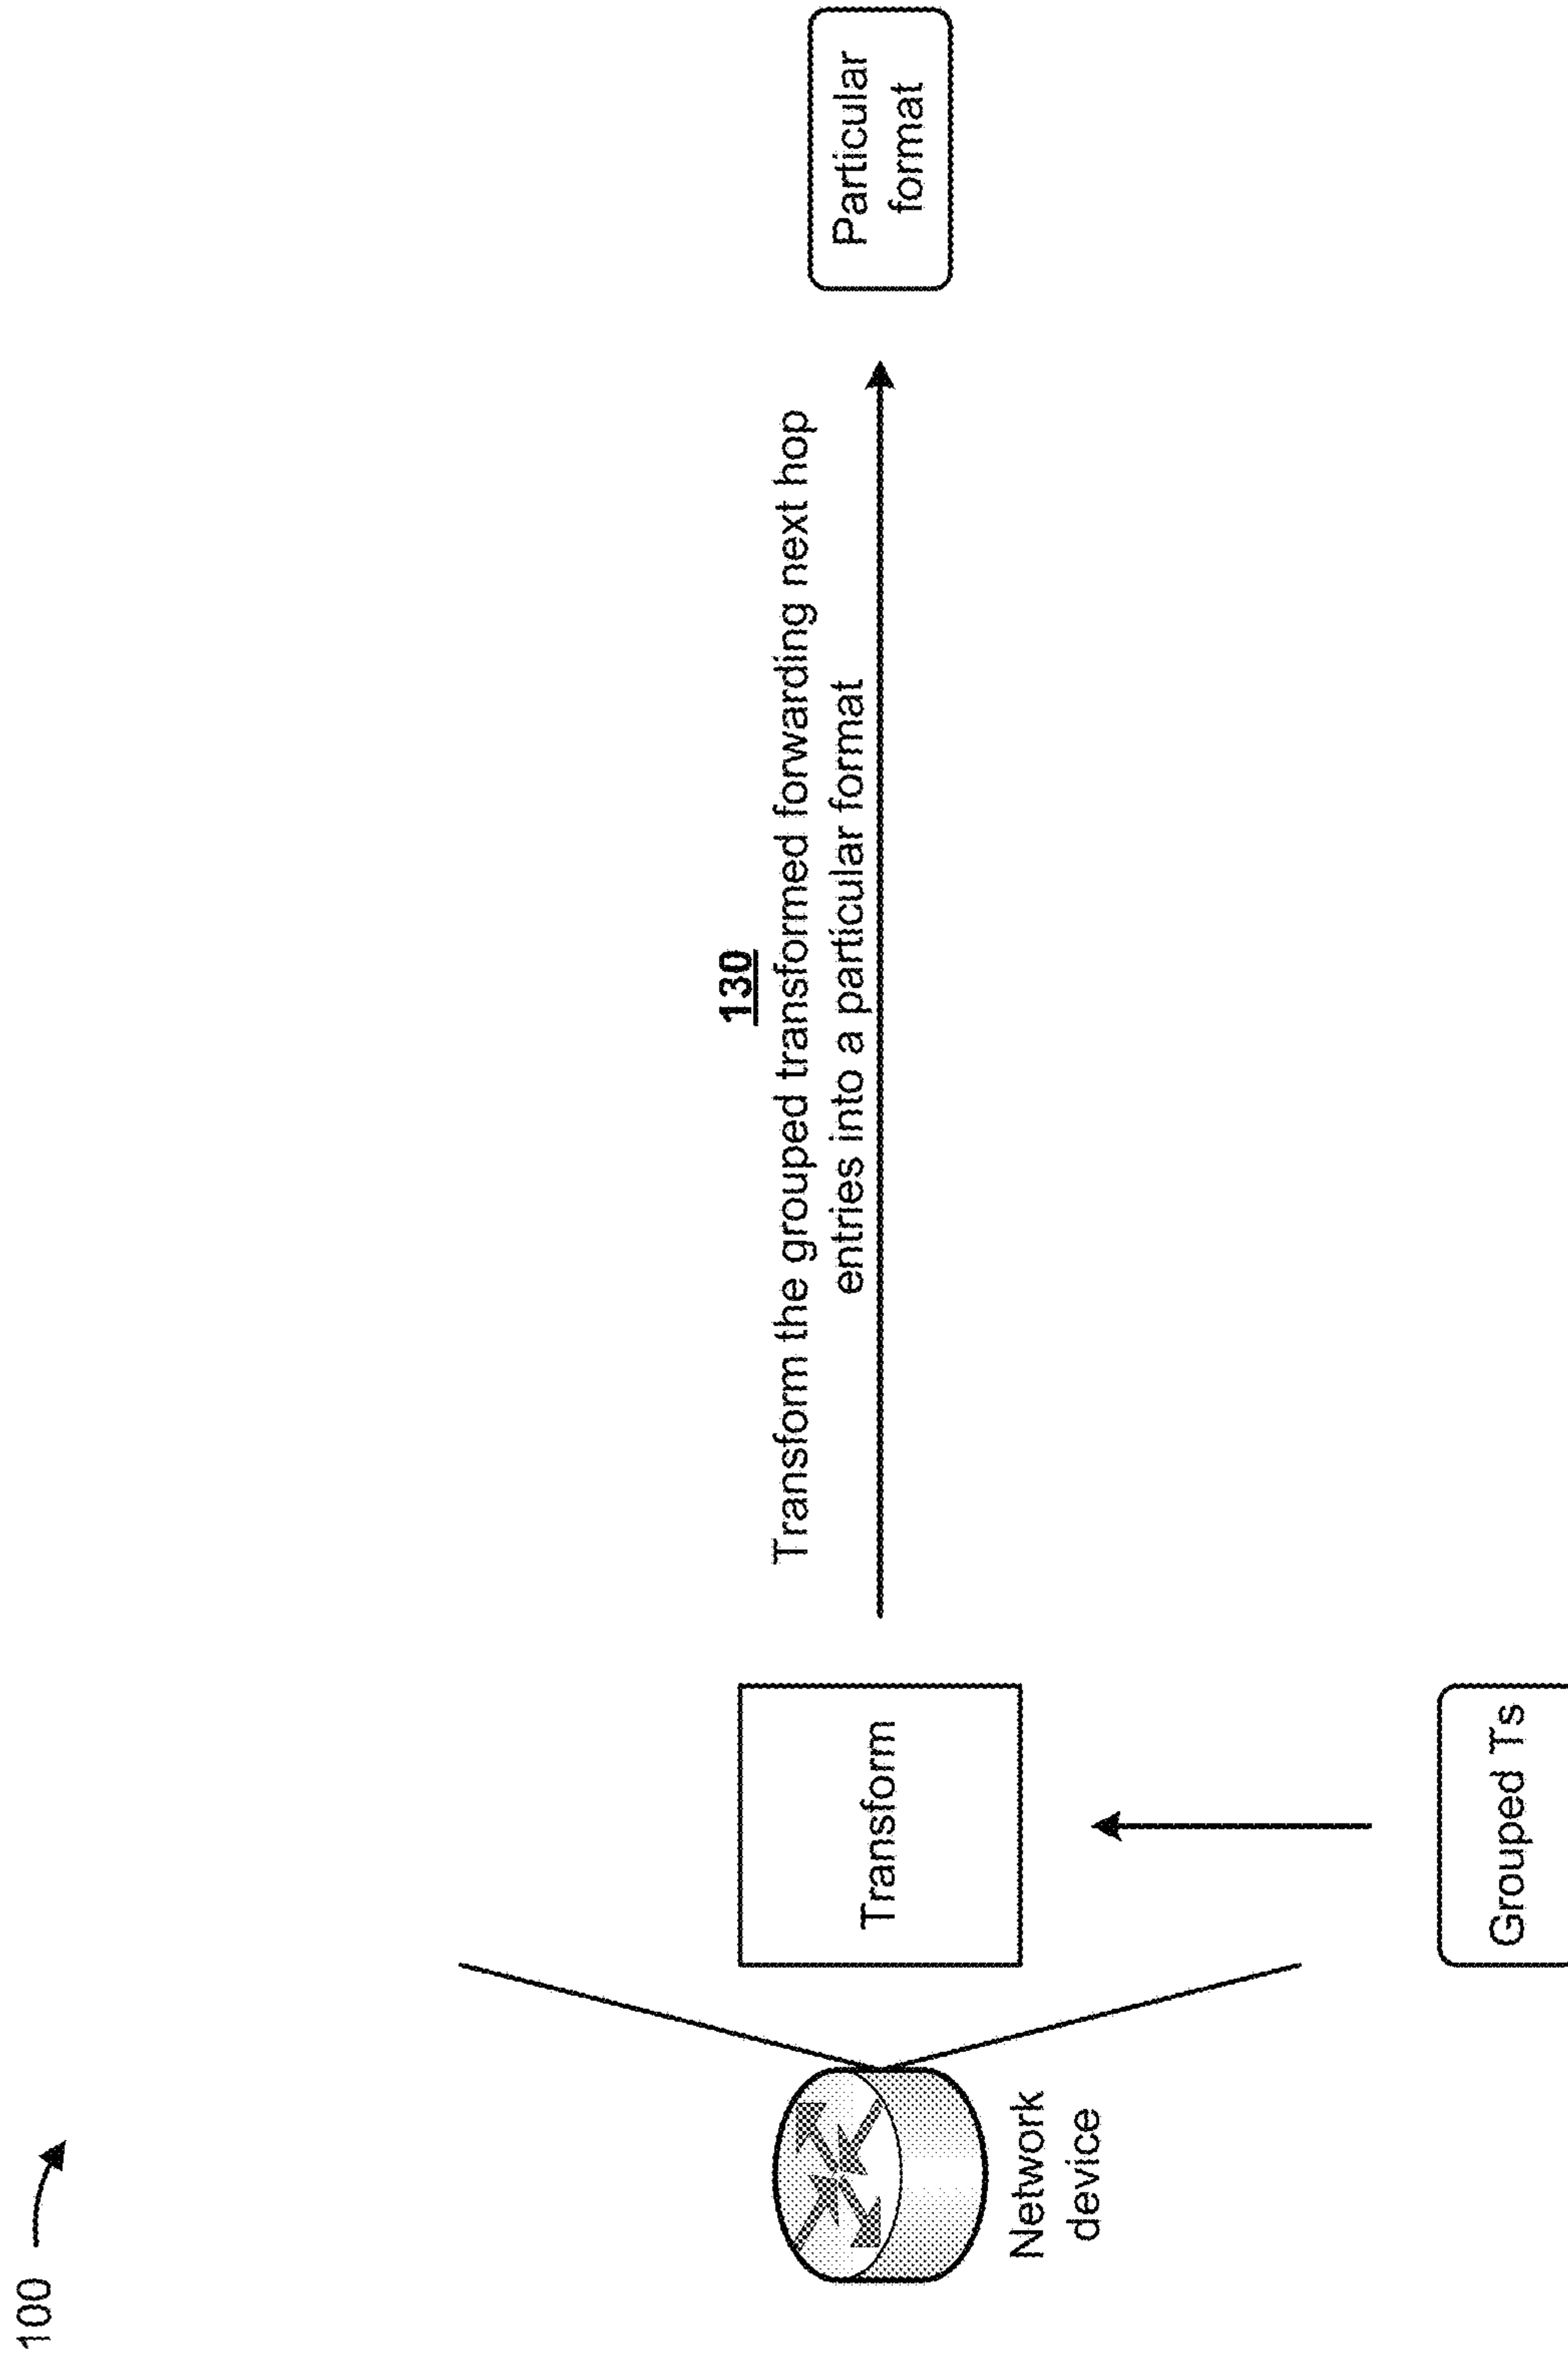 100
130
Transform the grouped transformed forwarding next hop
entries into a particular format
Network
device
Transform
Particular
format
Grouped Ts